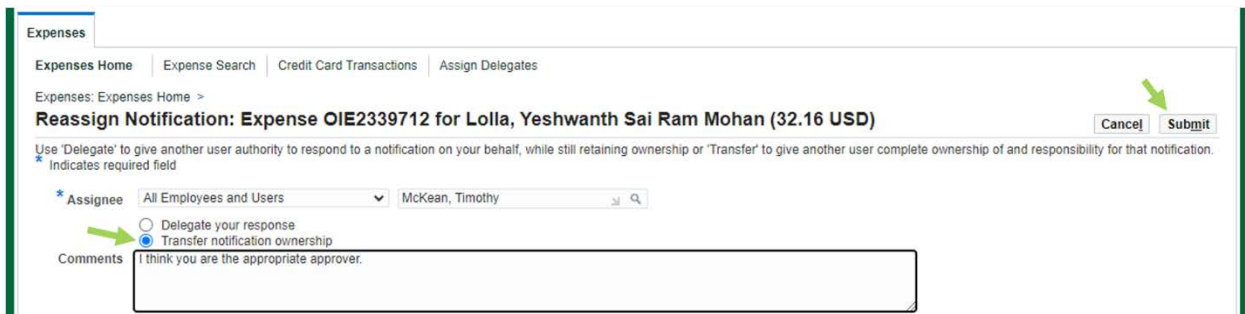 Expenses
Expenses Home Expense Search Credit Card Transactions Assign Delegates
Expenses: Expenses Home >
Reassign Notification: Expense OIE2339712 for Lolla, Yeshwanth Sai Ram Mohan (32.16 USD)
Cancel Submit
Use 'Delegate' to give another user authority to respond to a notification on your behalf, while still retaining ownership or 'Transfer' to give another user complete ownership of and responsibility for that notification.
* Indicates required field
* Assignee All Employees and Users McKean, Timothy
Delegate your response
Transfer notification ownership
Comments I think you are the appropriate approver.